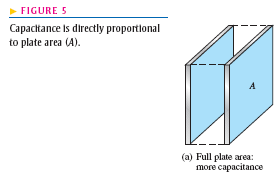 ► FIGURE 5
Capacitance is directly proportional
to plate area (A).
A
(a) Full plate area:
more capacitance